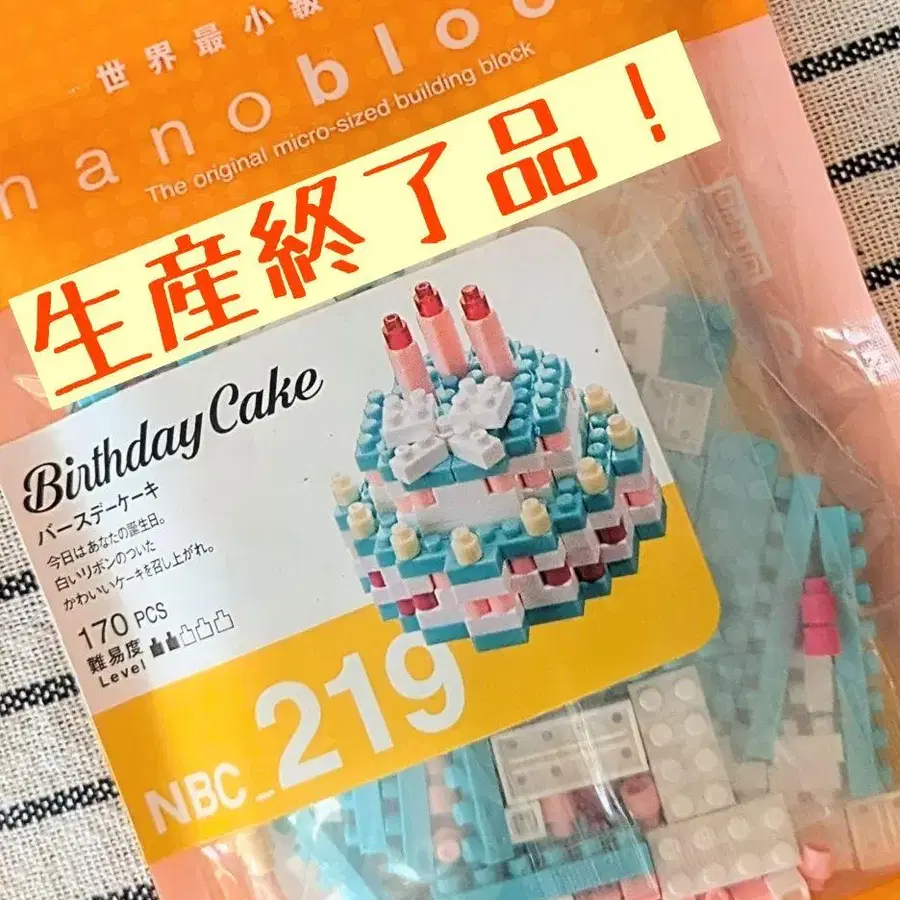 世界最小級
nanobloc
The original micro-sized building block
生産終了品！
Birthday Cake
バースデーケーキ
今日はあなたの誕生日。
白いリボンのついた
かわいいケーキを召し上がれ。
170 PCS
難易度
Level
NBC_219